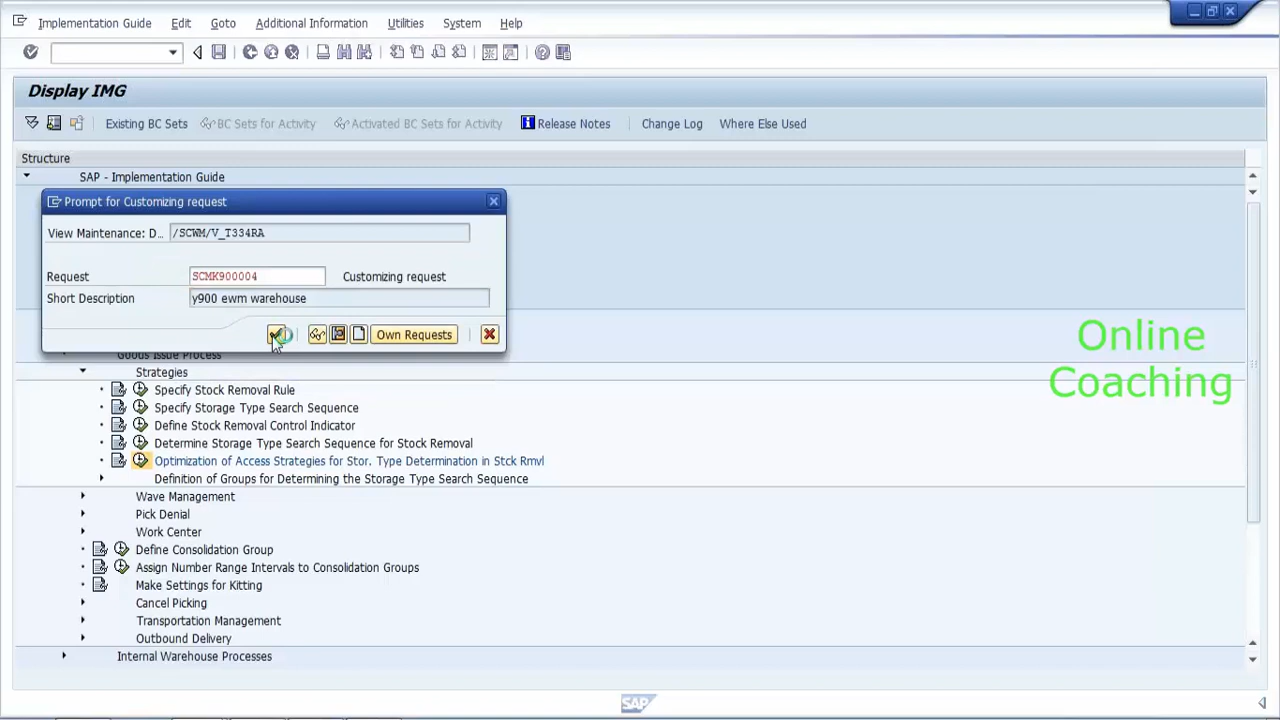 Implementation Guide Edit Goto Additional Information Utilities System Help
Display IMG
Existing BC Sets BC Sets for Activity Activated BC Sets for Activity Release Notes Change Log Where Else Used
Structure
SAP - Implementation Guide
Prompt for Customizing request
View Maintenance: D... /SCWM/V_T334RA
Request SCMK900004 Customizing request
Short Description y900 ewm warehouse
Own Requests
Goods Issue Process
Strategies
Specify Stock Removal Rule
Specify Storage Type Search Sequence
Define Stock Removal Control Indicator
Determine Storage Type Search Sequence for Stock Removal
Optimization of Access Strategies for Stor. Type Determination in Stck Rmvl
Definition of Groups for Determining the Storage Type Search Sequence
Wave Management
Pick Denial
Work Center
Define Consolidation Group
Assign Number Range Intervals to Consolidation Groups
Make Settings for Kitting
Cancel Picking
Transportation Management
Outbound Delivery
Internal Warehouse Processes
Online
Coaching
SAP